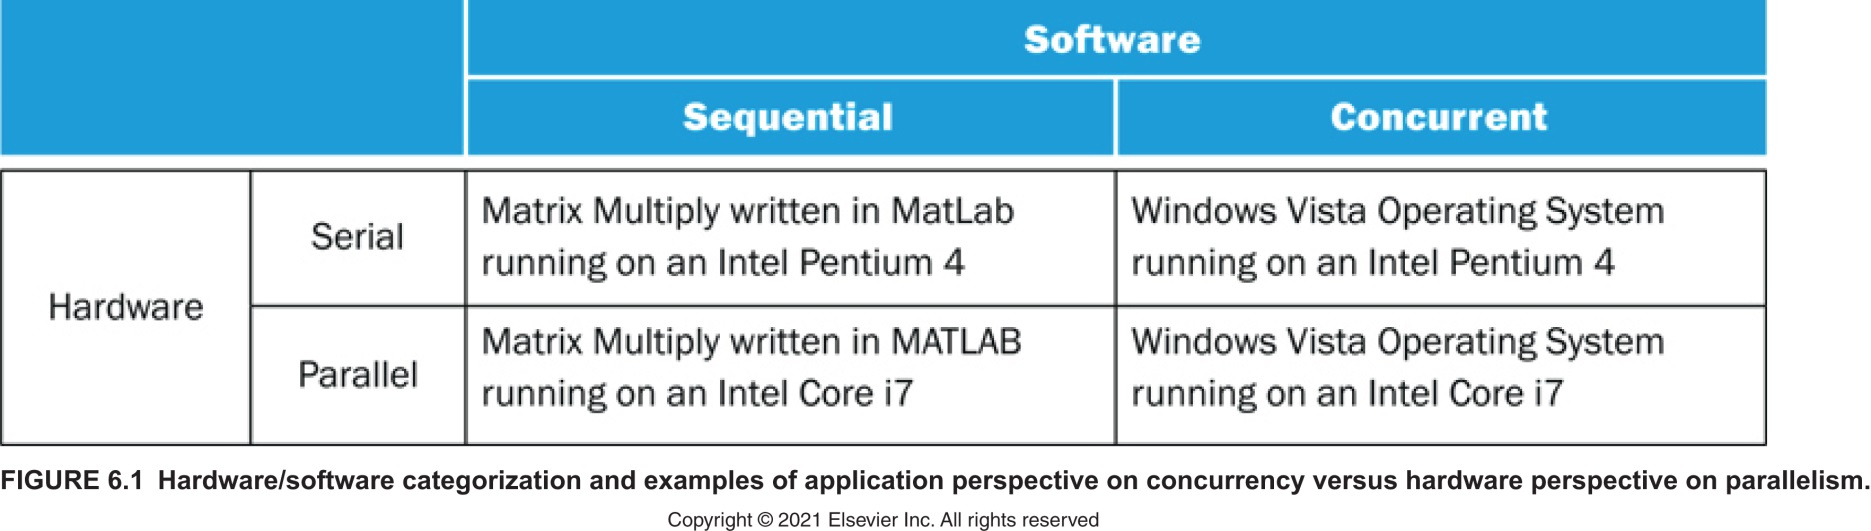 Software
Sequential
Concurrent
Hardware
Serial
Matrix Multiply written in MatLab
running on an Intel Pentium 4
Windows Vista Operating System
running on an Intel Pentium 4
Parallel
Matrix Multiply written in MATLAB
running on an Intel Core i7
Windows Vista Operating System
running on an Intel Core i7
FIGURE 6.1 Hardware/software categorization and examples of application perspective on concurrency versus hardware perspective on parallelism.
Copyright © 2021 Elsevier Inc. All rights reserved